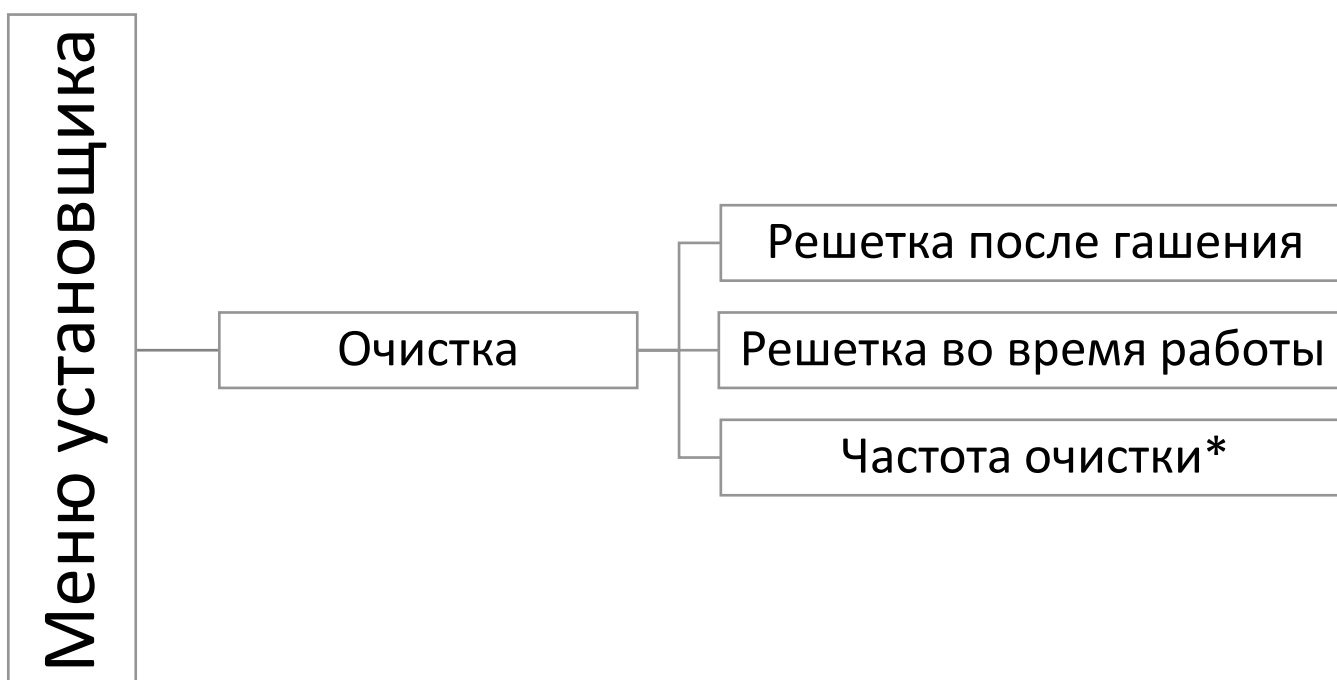 Меню установщика
Очистка
Решетка после гашения
Решетка во время работы
Частота очистки*